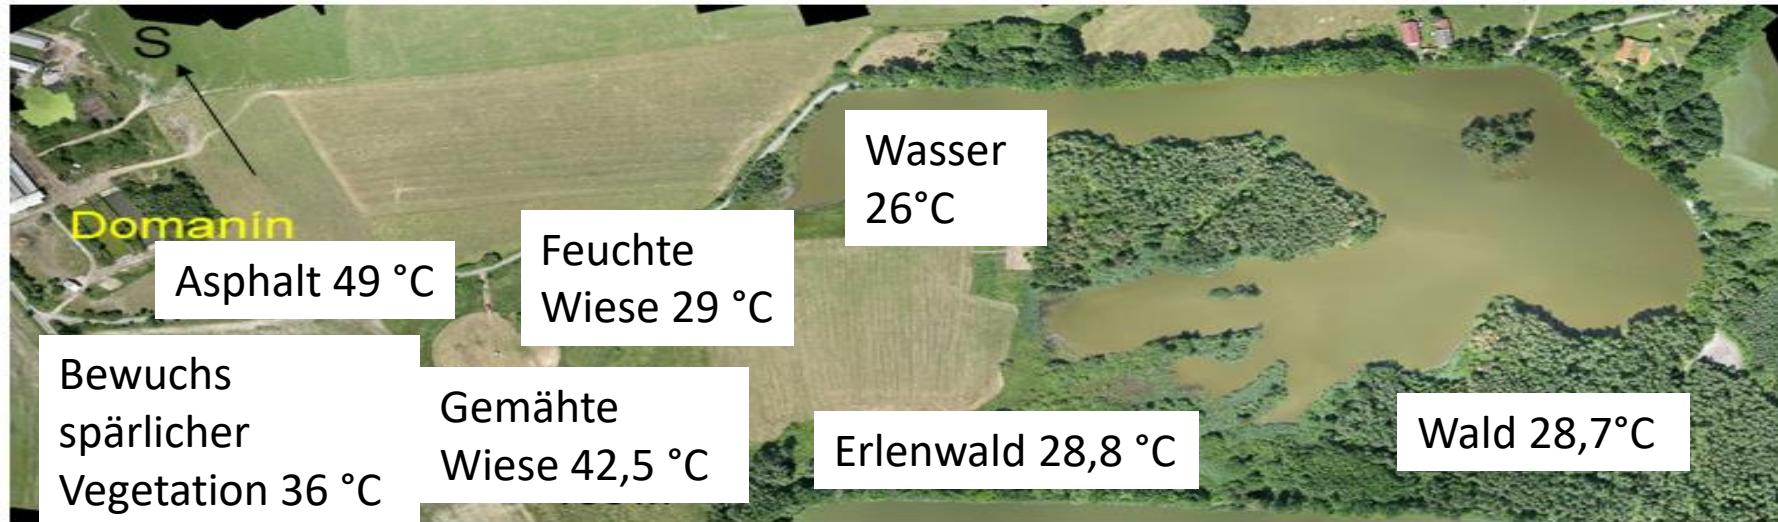 S
Domanín
Wasser
26°C
Feuchte
Wiese 29 °C
Asphalt 49 °C
Bewuchs
spärlicher
Vegetation 36 °C
Gemähte
Wiese 42,5 °C
Erlenwald 28,8 °C
Wald 28,7°C